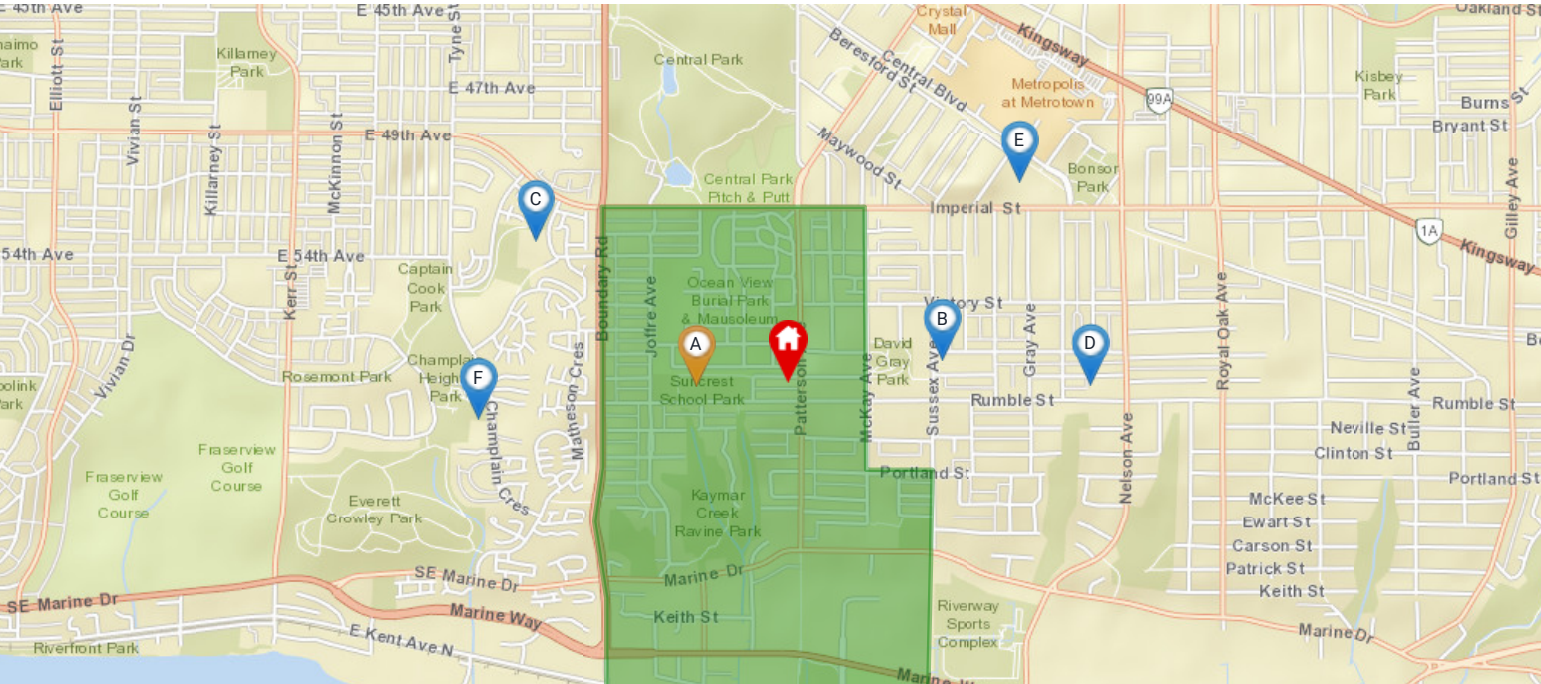 E 45th Ave
E 45th Ave
Tyne St
Crystal
Mall
Kingsway
Oakland St
Killarney
Park
Elliott St
Central Park
Beresford St
Central Blvd
Metropolis
at Metrotown
99A
Kisbey
Park
E 47th Ave
Burns St
Bryant St
Vivian St
Killarney St
McKinnon St
E 49th Ave
Maywood St
E
Bonsor
Park
Central Park
Pitch & Putt
C
Imperial St
Gilley Ave
1A
Kingsway
54th Ave
E 54th Ave
Kerr St
Captain
Cook
Park
Boundary Rd
Joffre Ave
Ocean View
Burial Park
& Mausoleum
Victory St
Gray Ave
Royal Oak Ave
Vivian Dr
A
B
D
David
Gray
Park
McKay Ave
Sussex Ave
Patterson
Rosemont Park
Champlain
Heigh
Park
F
Matheson Cres
Champlain Cres
Suncrest
School Park
Rumble St
Rumble St
Buller Ave
Neville St
Clinton St
Nelson Ave
Portland St
Portland St
Fraserview
Golf
Course
Fraserview
Golf
Course
Everett
Crowley Park
Kaymar
Creek
Ravine Park
McKee St
Ewart St
Carson St
Patrick St
Keith St
SE Marine Dr
SE Marine Dr
Marine Dr
Marine Way
Keith St
Riverway
Sports
Complex
Marine Dr
E Kent Ave N
Riverfront Park
Marine W